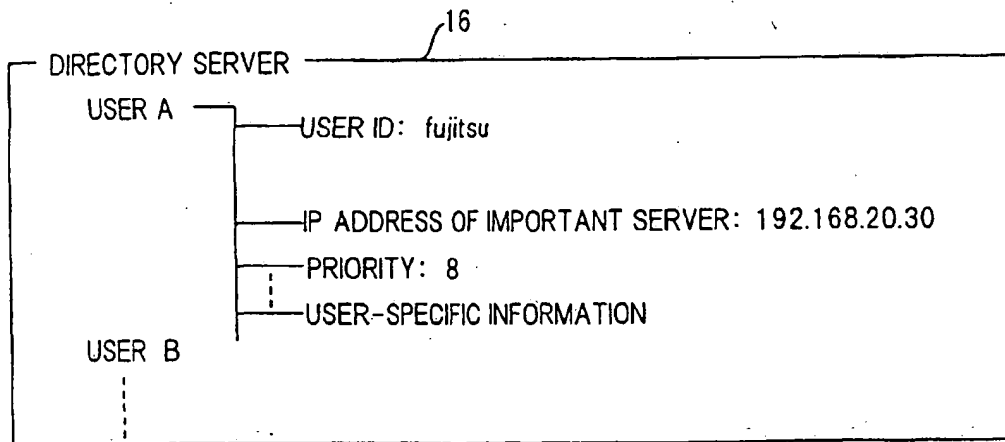 16
DIRECTORY SERVER
USER A
USER ID: fujitsu
IP ADDRESS OF IMPORTANT SERVER: 192.168.20.30
PRIORITY: 8
USER-SPECIFIC INFORMATION
USER B